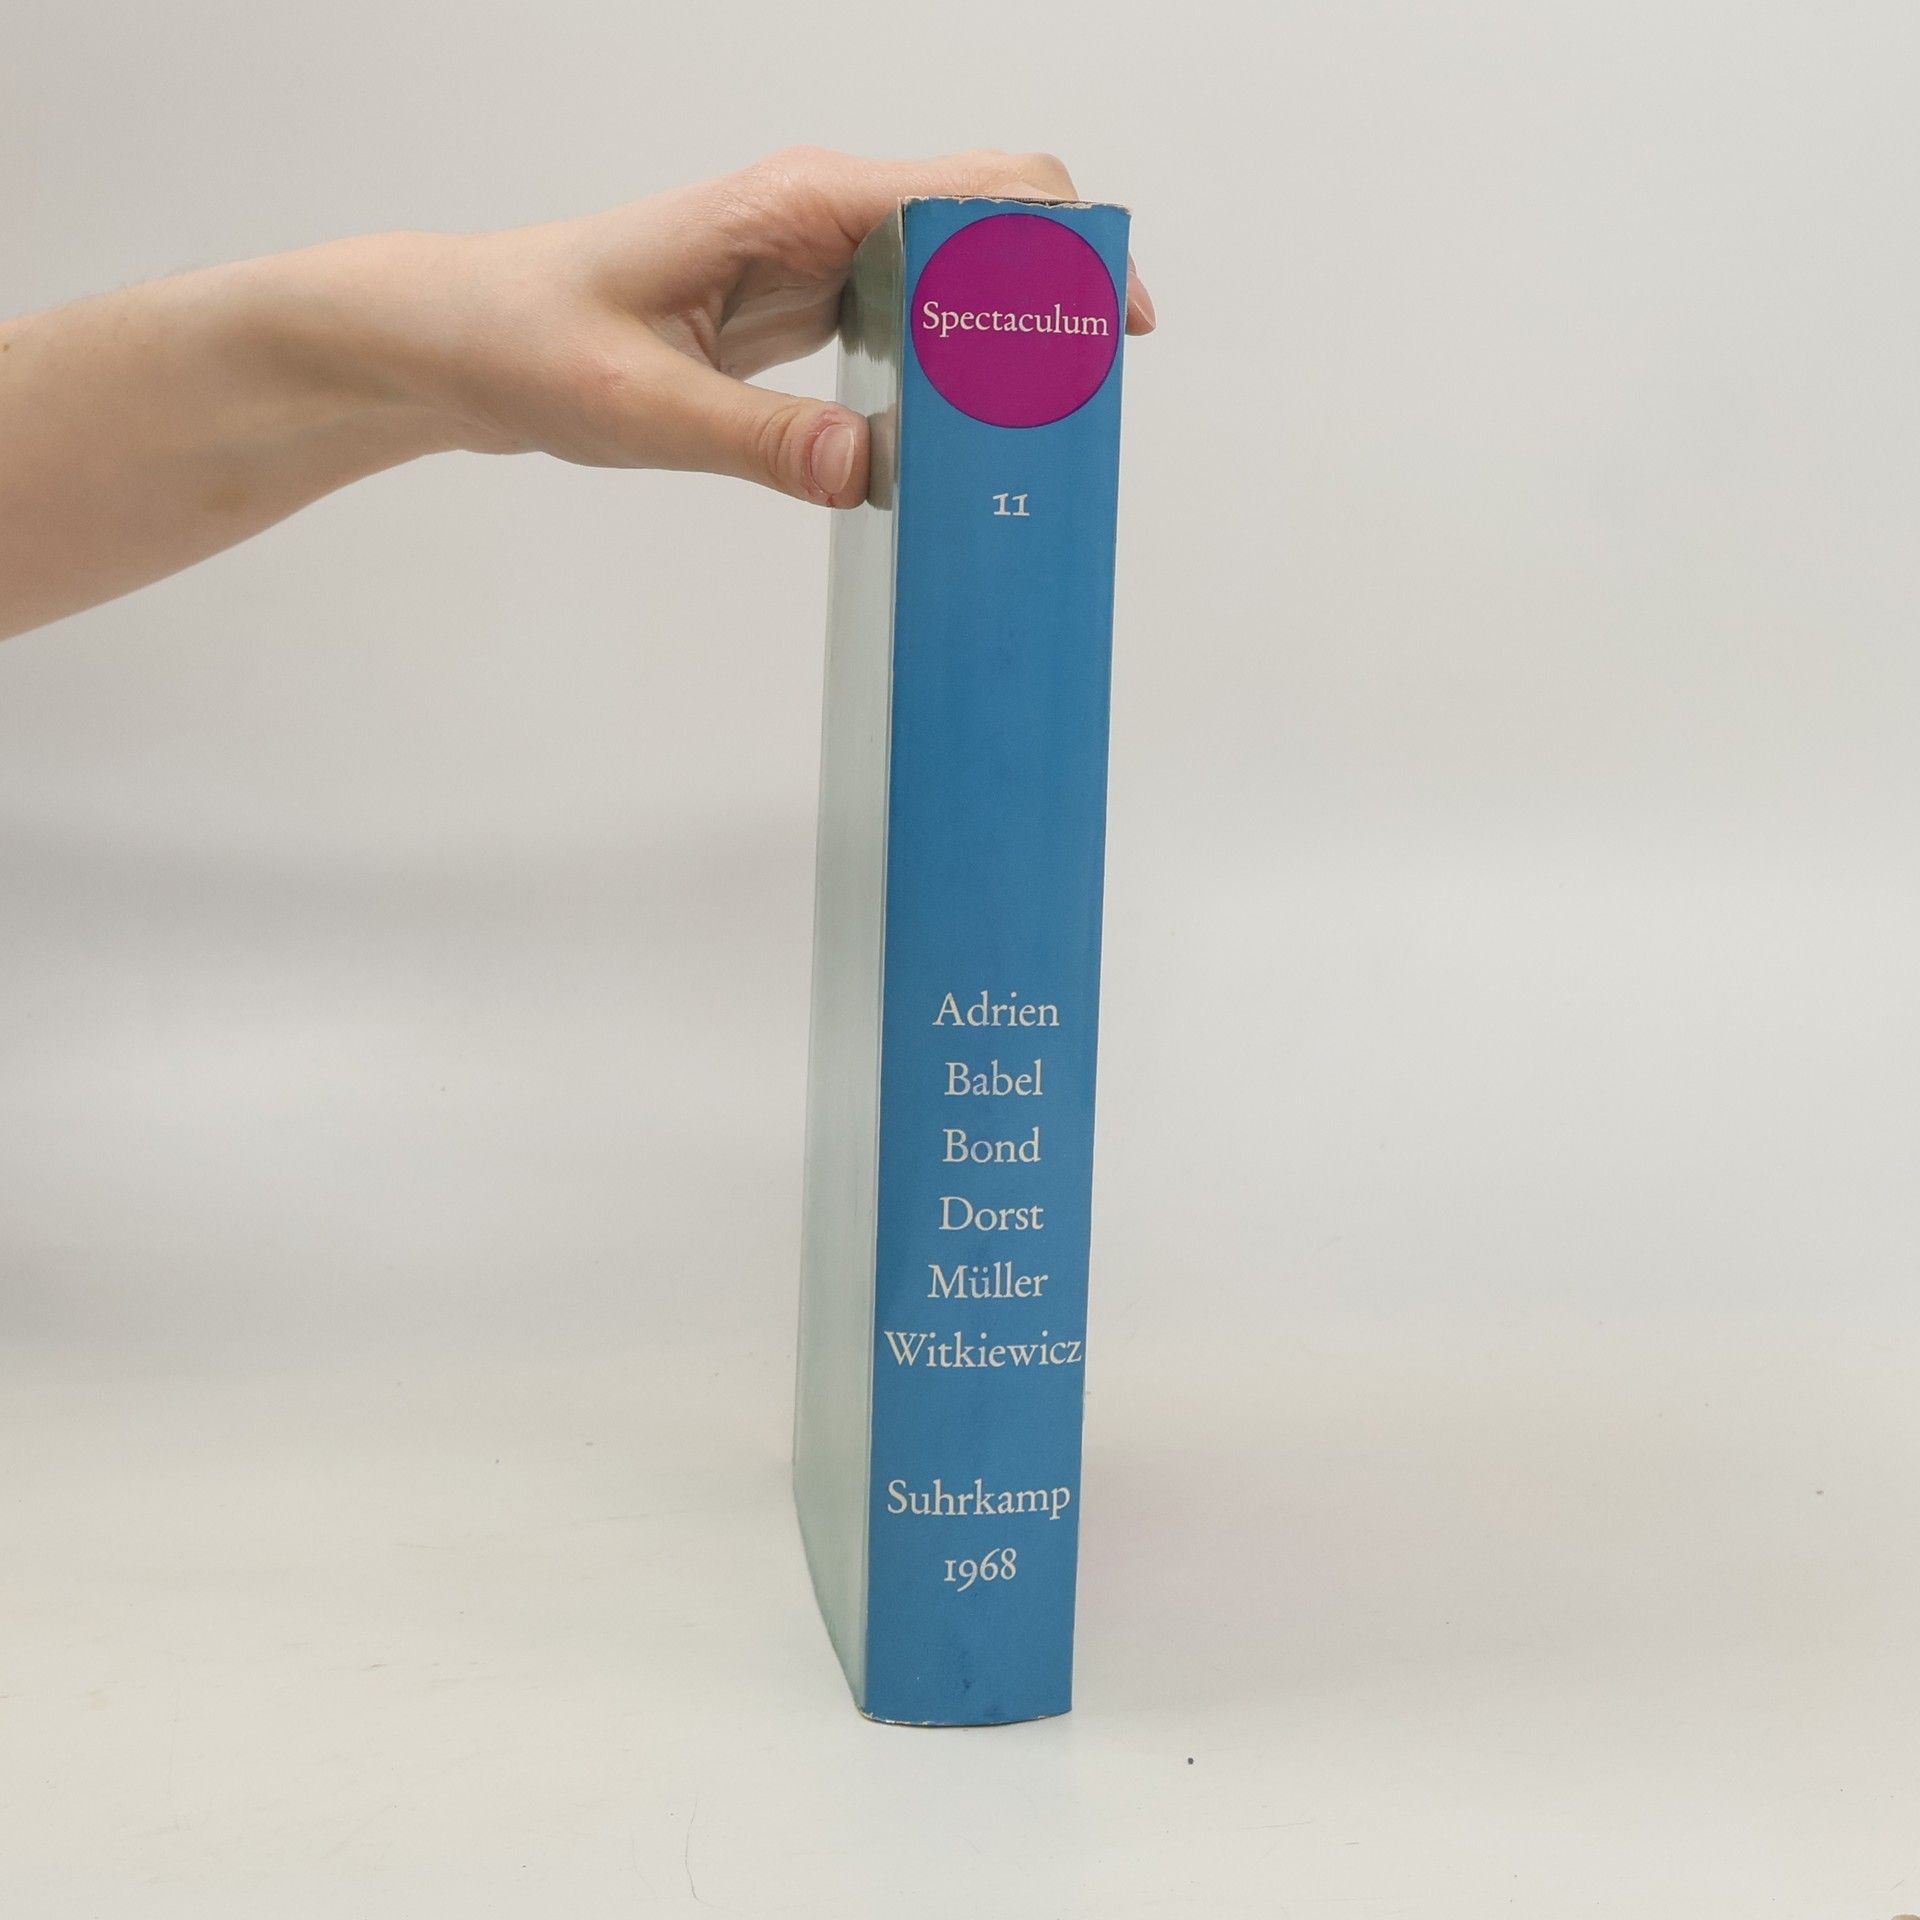 Spectaculum
11
Adrien
Babel
Bond
Dorst
Müller
Witkiewicz
Suhrkamp
1968